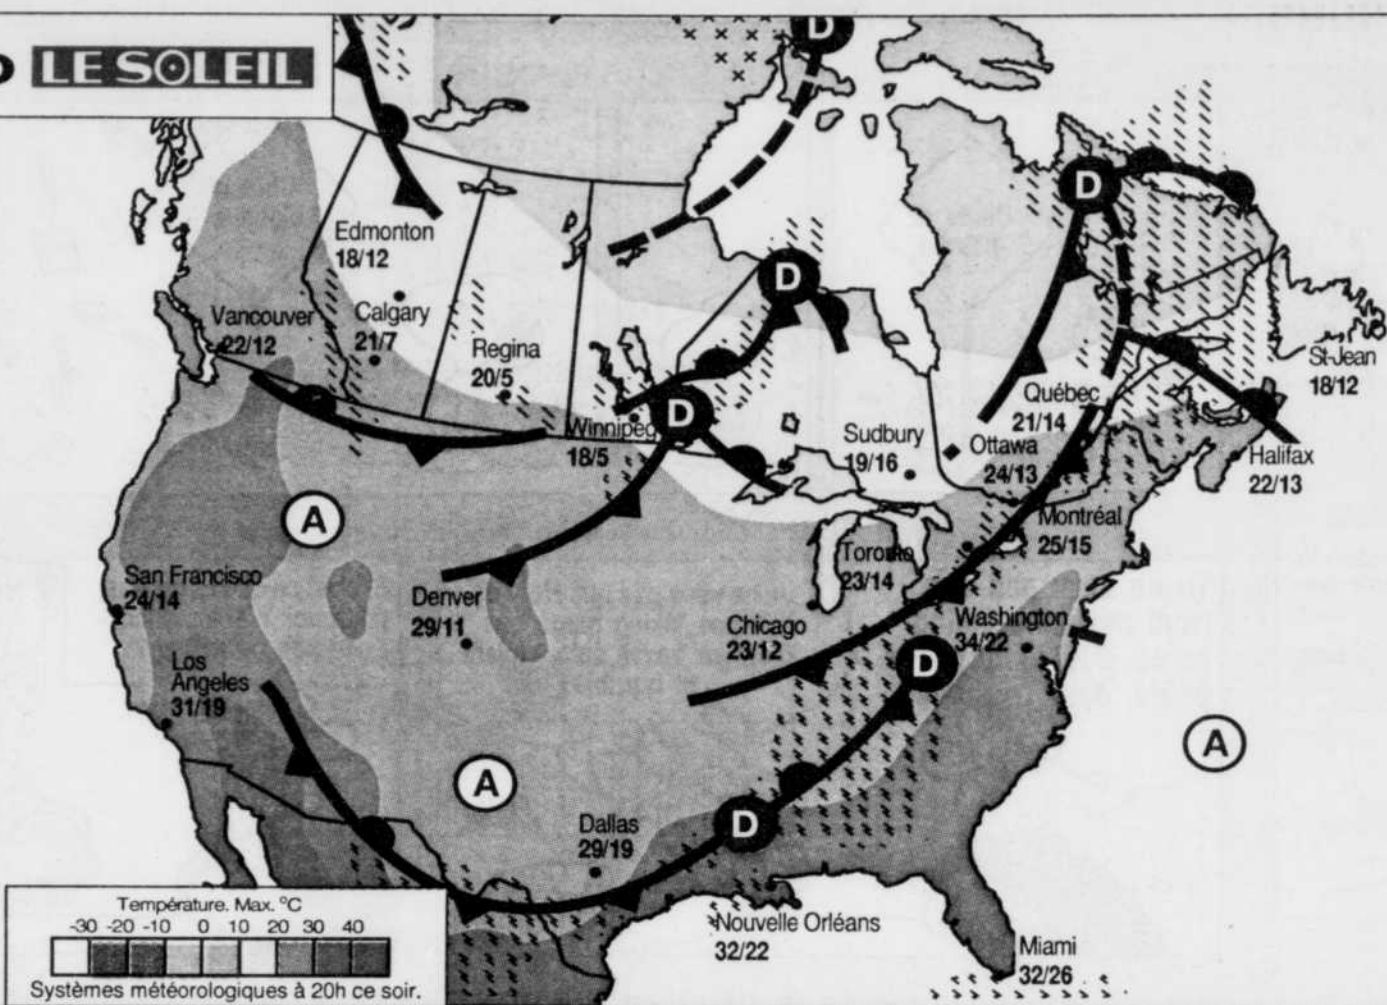 LE SOLEIL
D
D
Edmonton
18/12
D
Vancouver
22/12
Calgary
21/7
Regina
20/5
St-Jean
18/12
Québec
21/14
D
Winnipeg
18/5
Sudbury
19/16
Ottawa
24/13
Halifax
22/13
A
Montréal
25/15
San Francisco
24/14
Toronto
23/14
Denver
29/11
Chicago
23/12
Washington
34/22
D
Los
Angeles
31/19
A
A
Dallas
29/19
D
Température. Max. °C
-30 -20 -10 0 10 20 30 40
Systèmes météorologiques à 20h ce soir.
Nouvelle Orléans
32/22
Miami
32/26